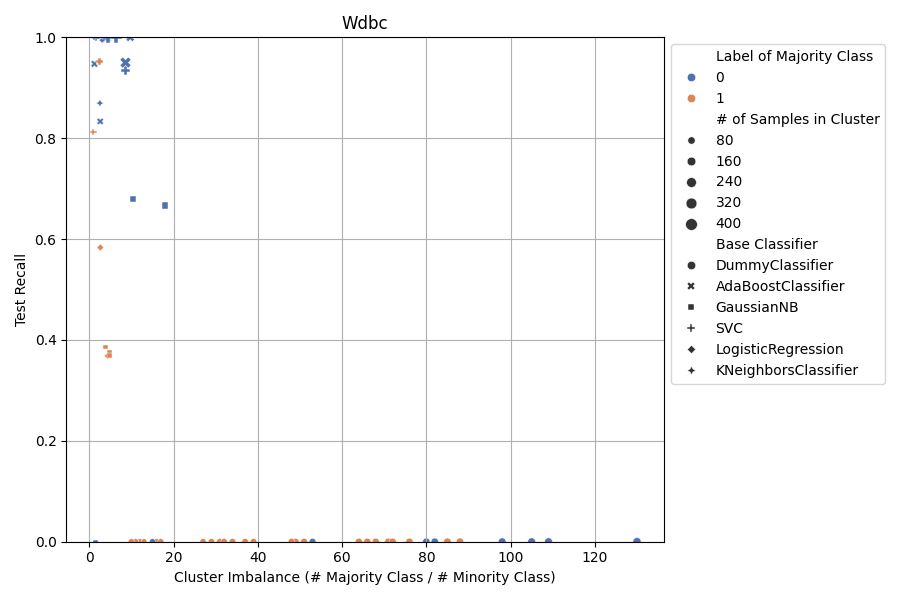 Wdbc
1.0
0.8
0.6
0.4
0.2
0.0
Test Recall
0 20 40 60 80 100 120
Cluster Imbalance (# Majority Class / # Minority Class)
Label of Majority Class
0
1
# of Samples in Cluster
80
160
240
320
400
Base Classifier
DummyClassifier
AdaBoostClassifier
GaussianNB
SVC
LogisticRegression
KNeighborsClassifier